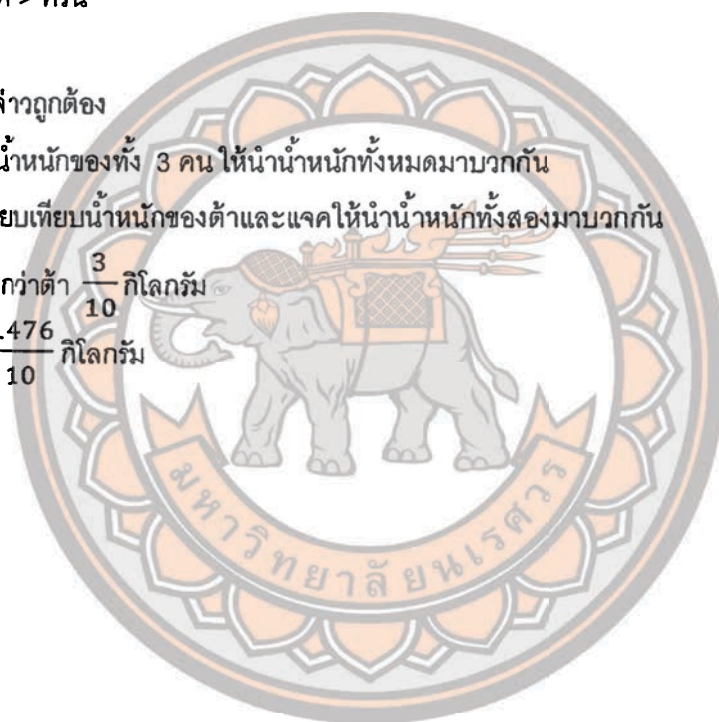 > ทวิน
ล่าวถูกต้อง
น้ำหนักของทั้ง 3 คน ให้นำน้ำหนักทั้งหมดมาบวกกัน
ยบเทียบน้ำหนักของต้าและแจคให้นำน้ำหนักทั้งสองมาบวกกัน
กว่าต้า 3/10 กิโลกรัม
.476/10 กิโลกรัม
มหาวิทยาลัยนเรศวร